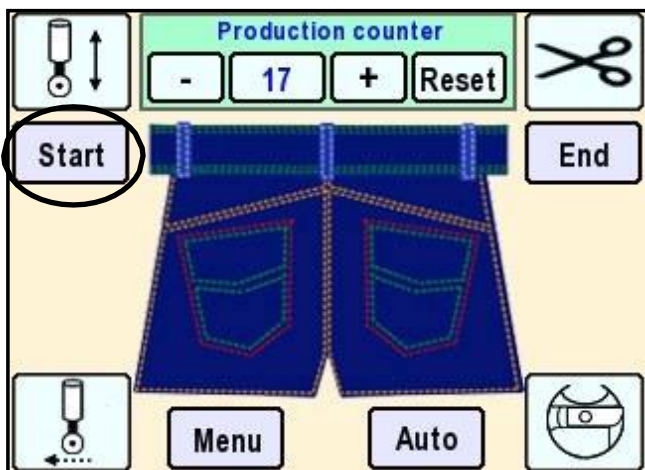 Production counter
- 17 + Reset
Start
End
Menu
Auto